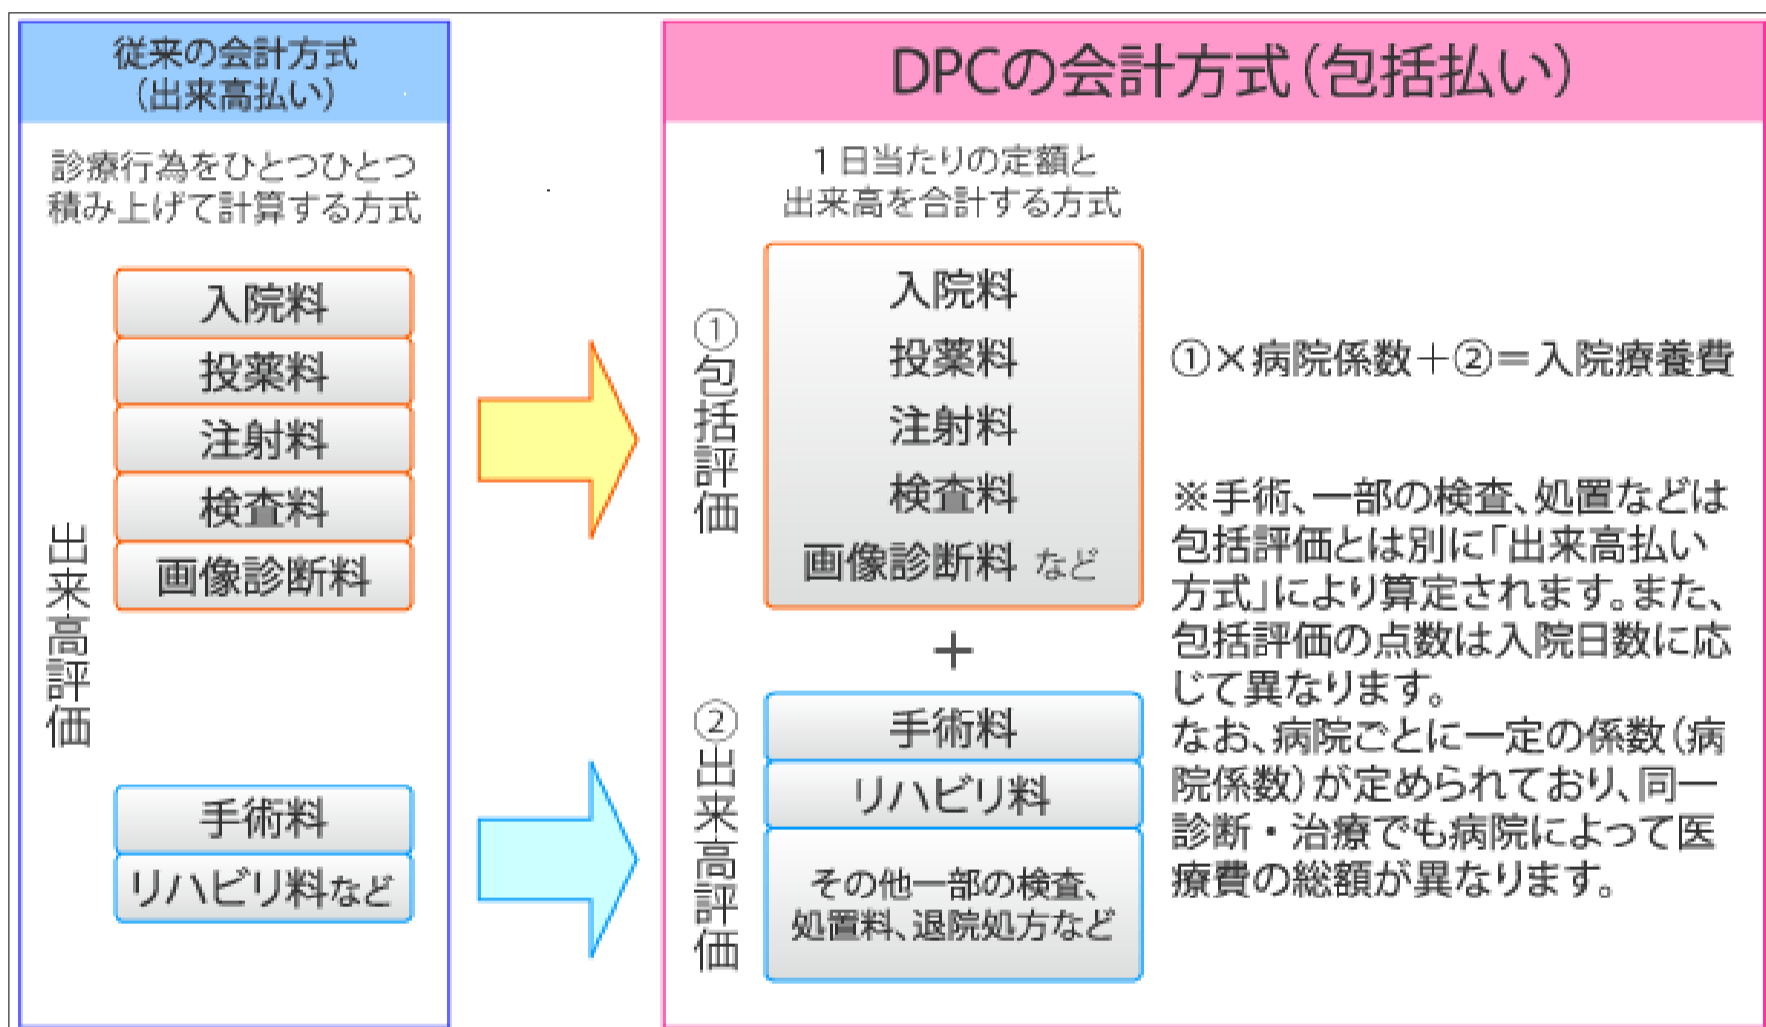 従来の会計方式
(出来高払い)
診療行為をひとつひとつ
積み上げて計算する方式
出来高評価
入院料
投薬料
注射料
検査料
画像診断料
手術料
リハビリ料など
DPCの会計方式(包括払い)
1日当たりの定額と
出来高を合計する方式
①包括評価
入院料
投薬料
注射料
検査料
画像診断料 など
+
②出来高評価
手術料
リハビリ料
その他一部の検査、
処置料、退院処方など
①×病院係数+②=入院療養費
※手術、一部の検査、処置などは
包括評価とは別に「出来高払い
方式」により算定されます。また、
包括評価の点数は入院日数に応
じて異なります。
なお、病院ごとに一定の係数(病
院係数)が定められており、同一
診断・治療でも病院によって医
療費の総額が異なります。